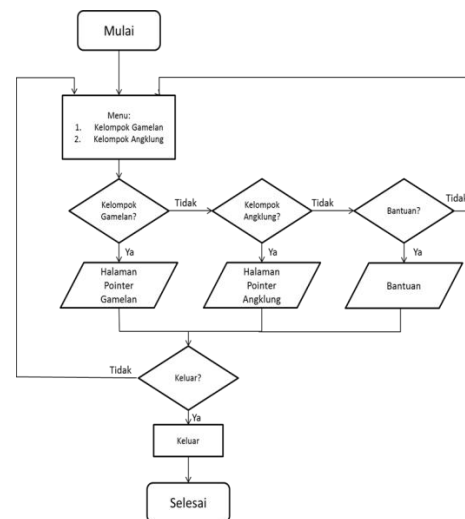 Mulai
Menu:
1. Kelompok Gamelan
2. Kelompok Angklung
Kelompok
Gamelan?
Tidak
Kelompok
Angklung?
Tidak
Bantuan?
Tidak
Ya
Ya
Ya
Halaman
Pointer
Gamelan
Halaman
Pointer
Angklung
Bantuan
Tidak
Keluar?
Ya
Keluar
Selesai